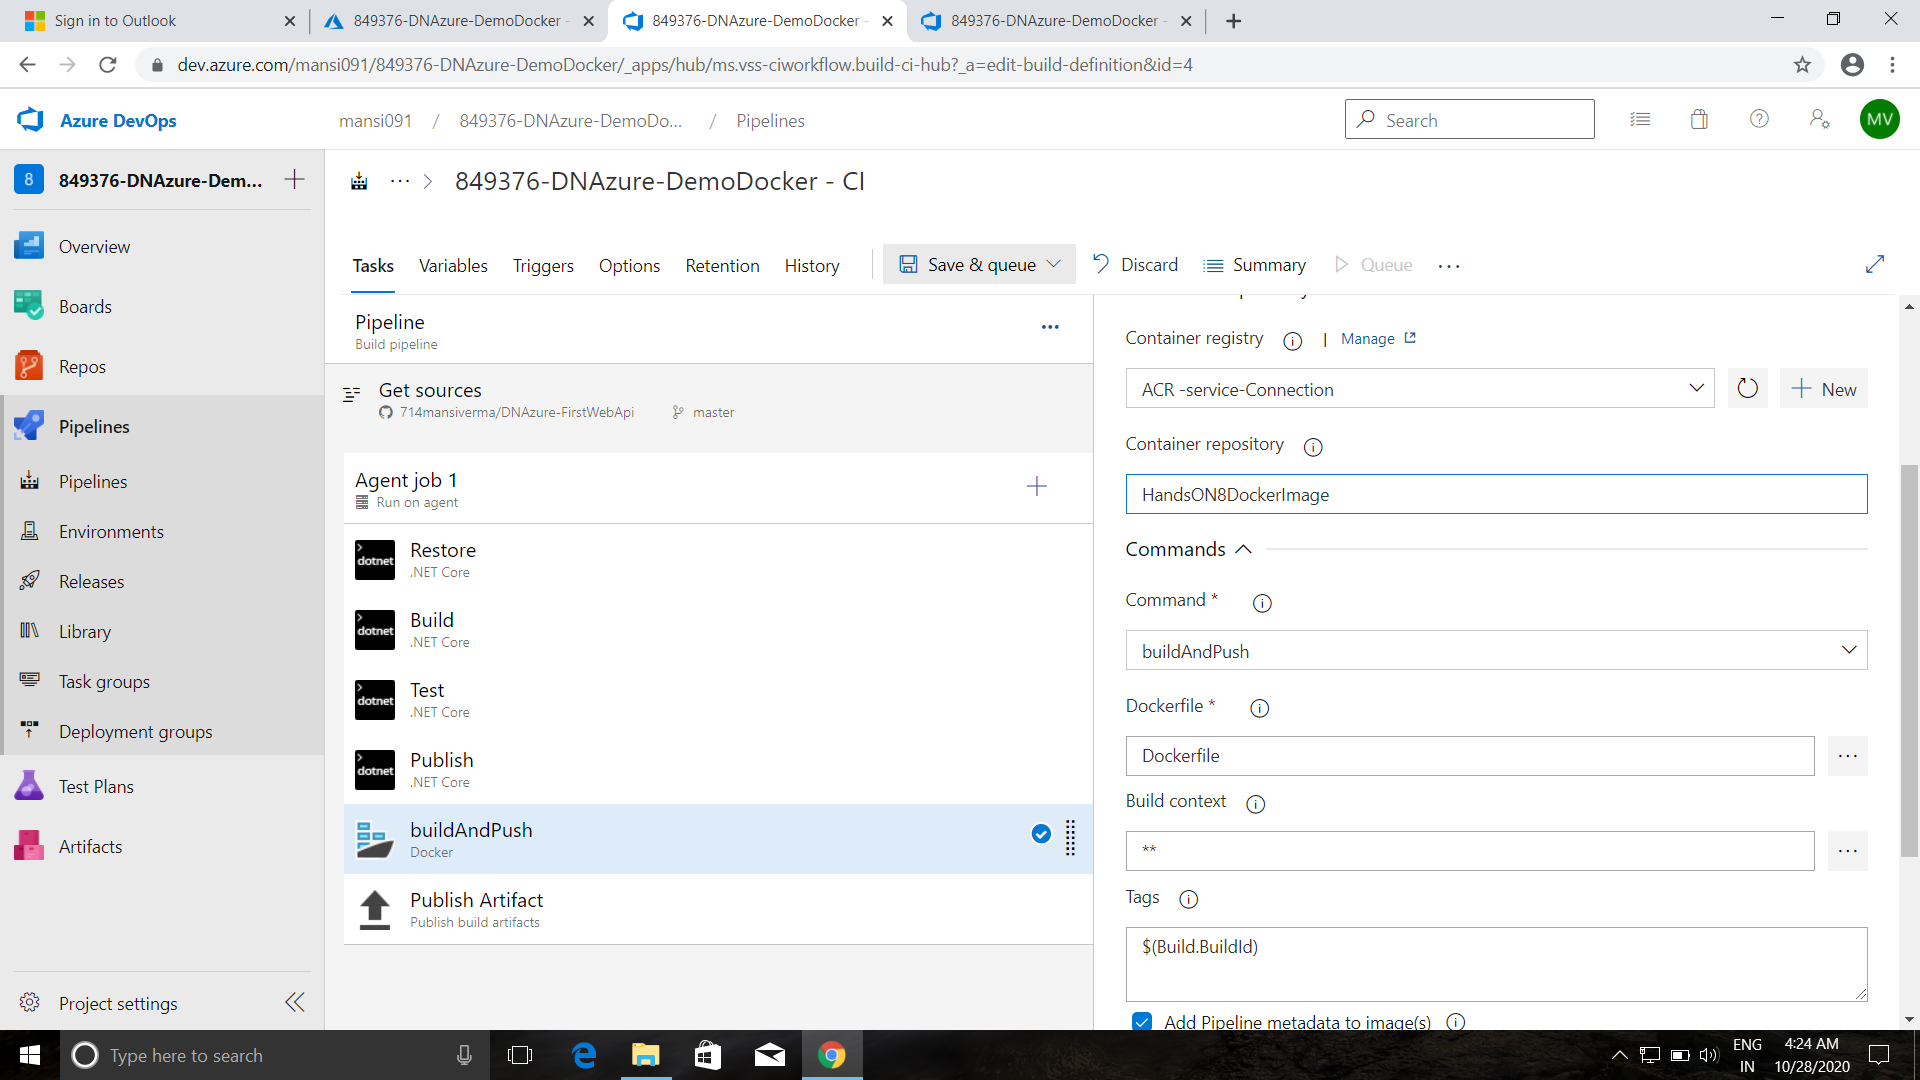 Sign in to Outlook
849376-DNAzure-DemoDocker -
849376-DNAzure-DemoDocker -
849376-DNAzure-DemoDocker -
dev.azure.com/mansi091/849376-DNAzure-DemoDocker/_apps/hub/ms.vss-ciworkflow.build-ci-hub?_a=edit-build-definition&id=4
Azure DevOps
mansi091 / 849376-DNAzure-DemoDo... / Pipelines
Search
MV
8 849376-DNAzure-Dem...
Overview
Boards
Repos
Pipelines
Pipelines
Environments
Releases
Library
Task groups
Deployment groups
Test Plans
Artifacts
Project settings
... > 849376-DNAzure-DemoDocker - CI
Tasks Variables Triggers Options Retention History Save & queue Discard Summary Queue ...
Pipeline
Build pipeline
Get sources
714mansiverma/DNAzure-FirstWebApi master
Agent job 1
Run on agent
dotnet Restore
.NET Core
dotnet Build
.NET Core
dotnet Test
.NET Core
dotnet Publish
.NET Core
buildAndPush
Docker
Publish Artifact
Publish build artifacts
Container registry | Manage
ACR -service-Connection
New
Container repository
HandsON8DockerImage
Commands
Command *
buildAndPush
Dockerfile *
Dockerfile
...
Build context
**
...
Tags
$(Build.BuildId)
Add Pipeline metadata to image(s)
Type here to search
ENG
IN
4:24 AM
10/28/2020